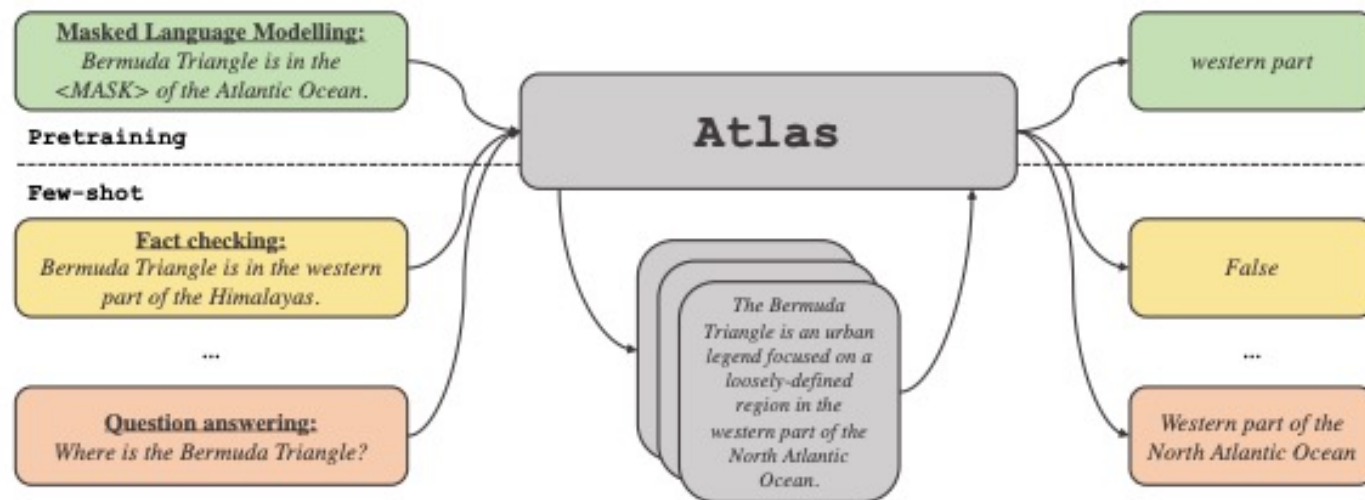 Masked Language Modelling:
Bermuda Triangle is in the
<MASK> of the Atlantic Ocean.
Pretraining
Few-shot
Fact checking:
Bermuda Triangle is in the western
part of the Himalayas.
...
Question answering:
Where is the Bermuda Triangle?
Atlas
The Bermuda
Triangle is an urban
legend focused on a
loosely-defined
region in the
western part of the
North Atlantic
Ocean.
western part
False
...
Western part of the
North Atlantic Ocean